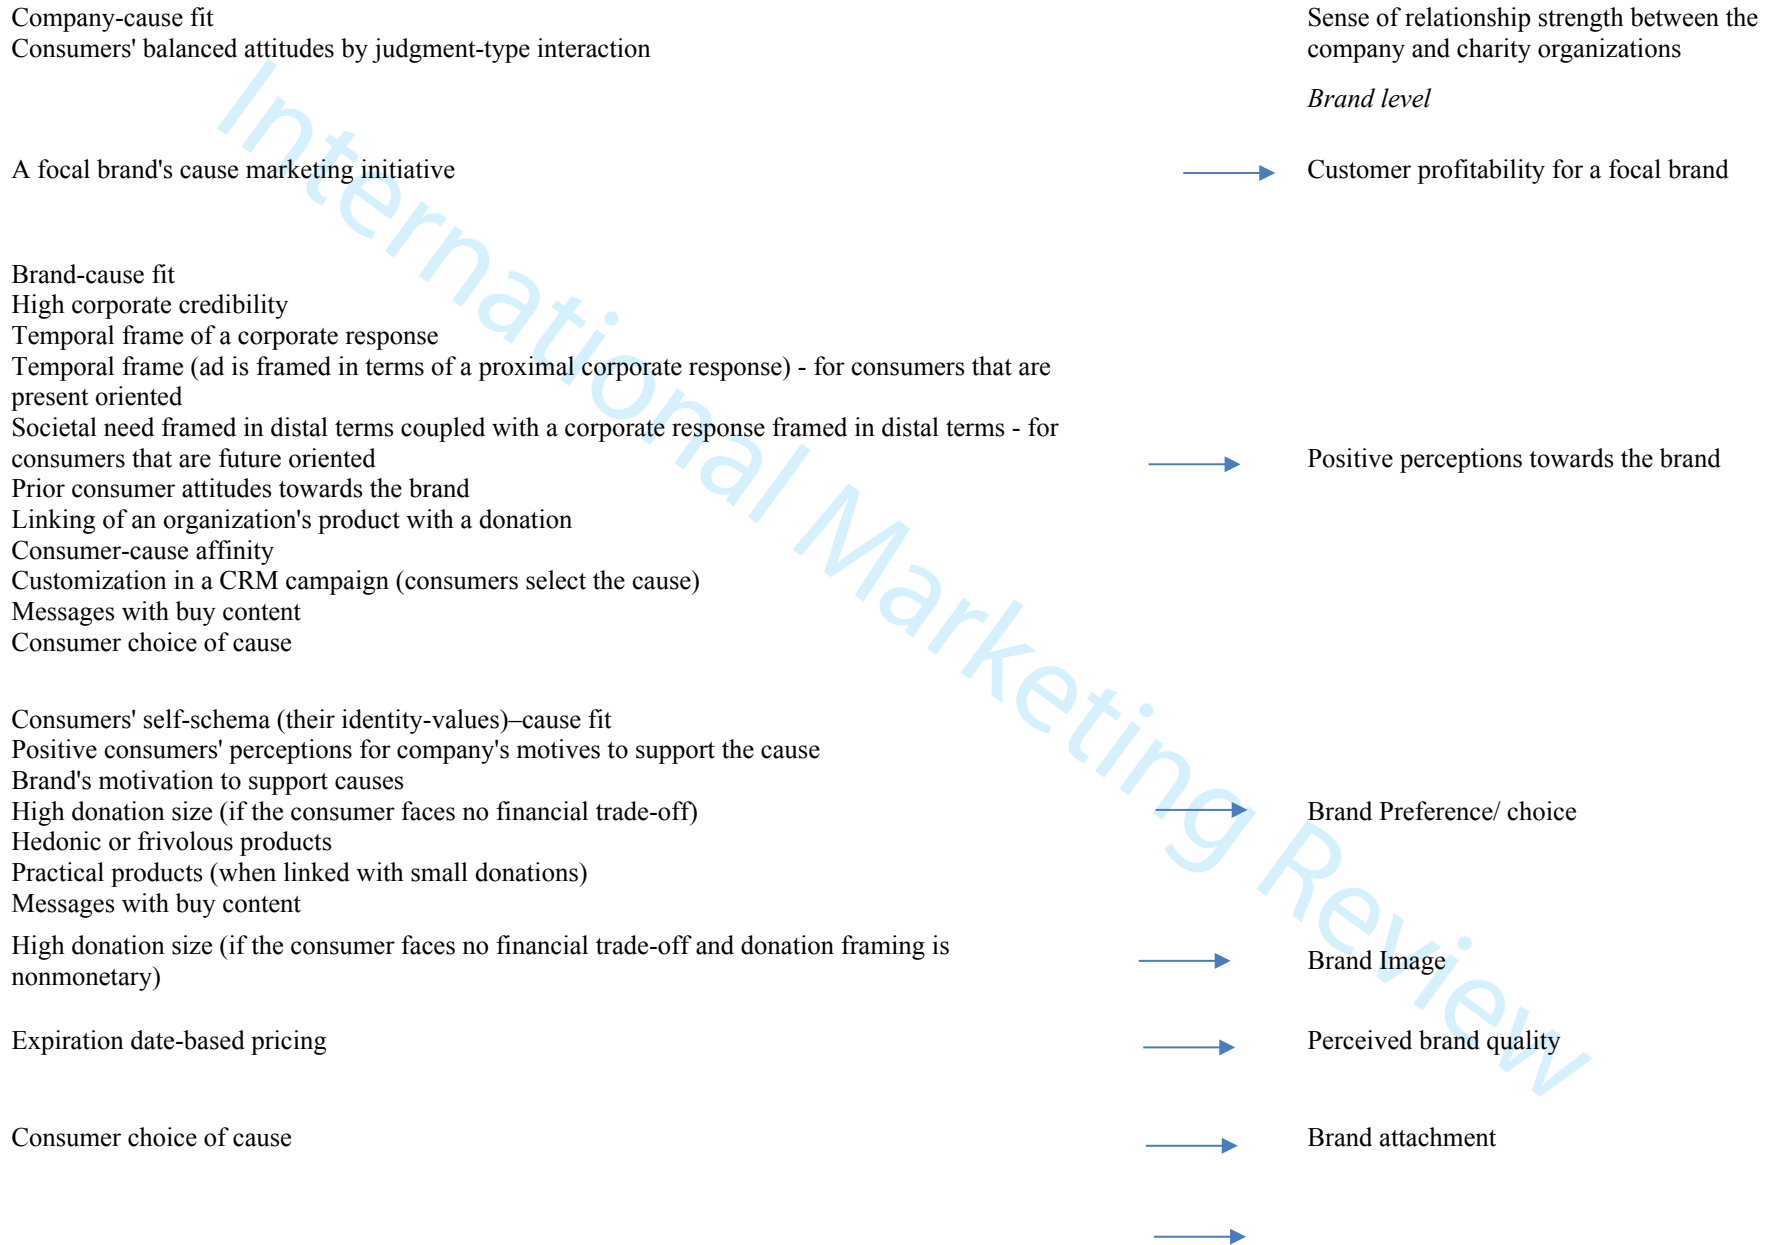 Company-cause fit
Consumers' balanced attitudes by judgment-type interaction
Sense of relationship strength between the
company and charity organizations
Brand level
A focal brand's cause marketing initiative
Customer profitability for a focal brand
Brand-cause fit
High corporate credibility
Temporal frame of a corporate response
Temporal frame (ad is framed in terms of a proximal corporate response) - for consumers that are
present oriented
Societal need framed in distal terms coupled with a corporate response framed in distal terms - for
consumers that are future oriented
Prior consumer attitudes towards the brand
Linking of an organization's product with a donation
Consumer-cause affinity
Customization in a CRM campaign (consumers select the cause)
Messages with buy content
Consumer choice of cause
Positive perceptions towards the brand
Consumers' self-schema (their identity-values)–cause fit
Positive consumers' perceptions for company's motives to support the cause
Brand's motivation to support causes
High donation size (if the consumer faces no financial trade-off)
Hedonic or frivolous products
Practical products (when linked with small donations)
Messages with buy content
Brand Preference/ choice
High donation size (if the consumer faces no financial trade-off and donation framing is
nonmonetary)
Brand Image
Expiration date-based pricing
Perceived brand quality
Consumer choice of cause
Brand attachment
International Marketing Review